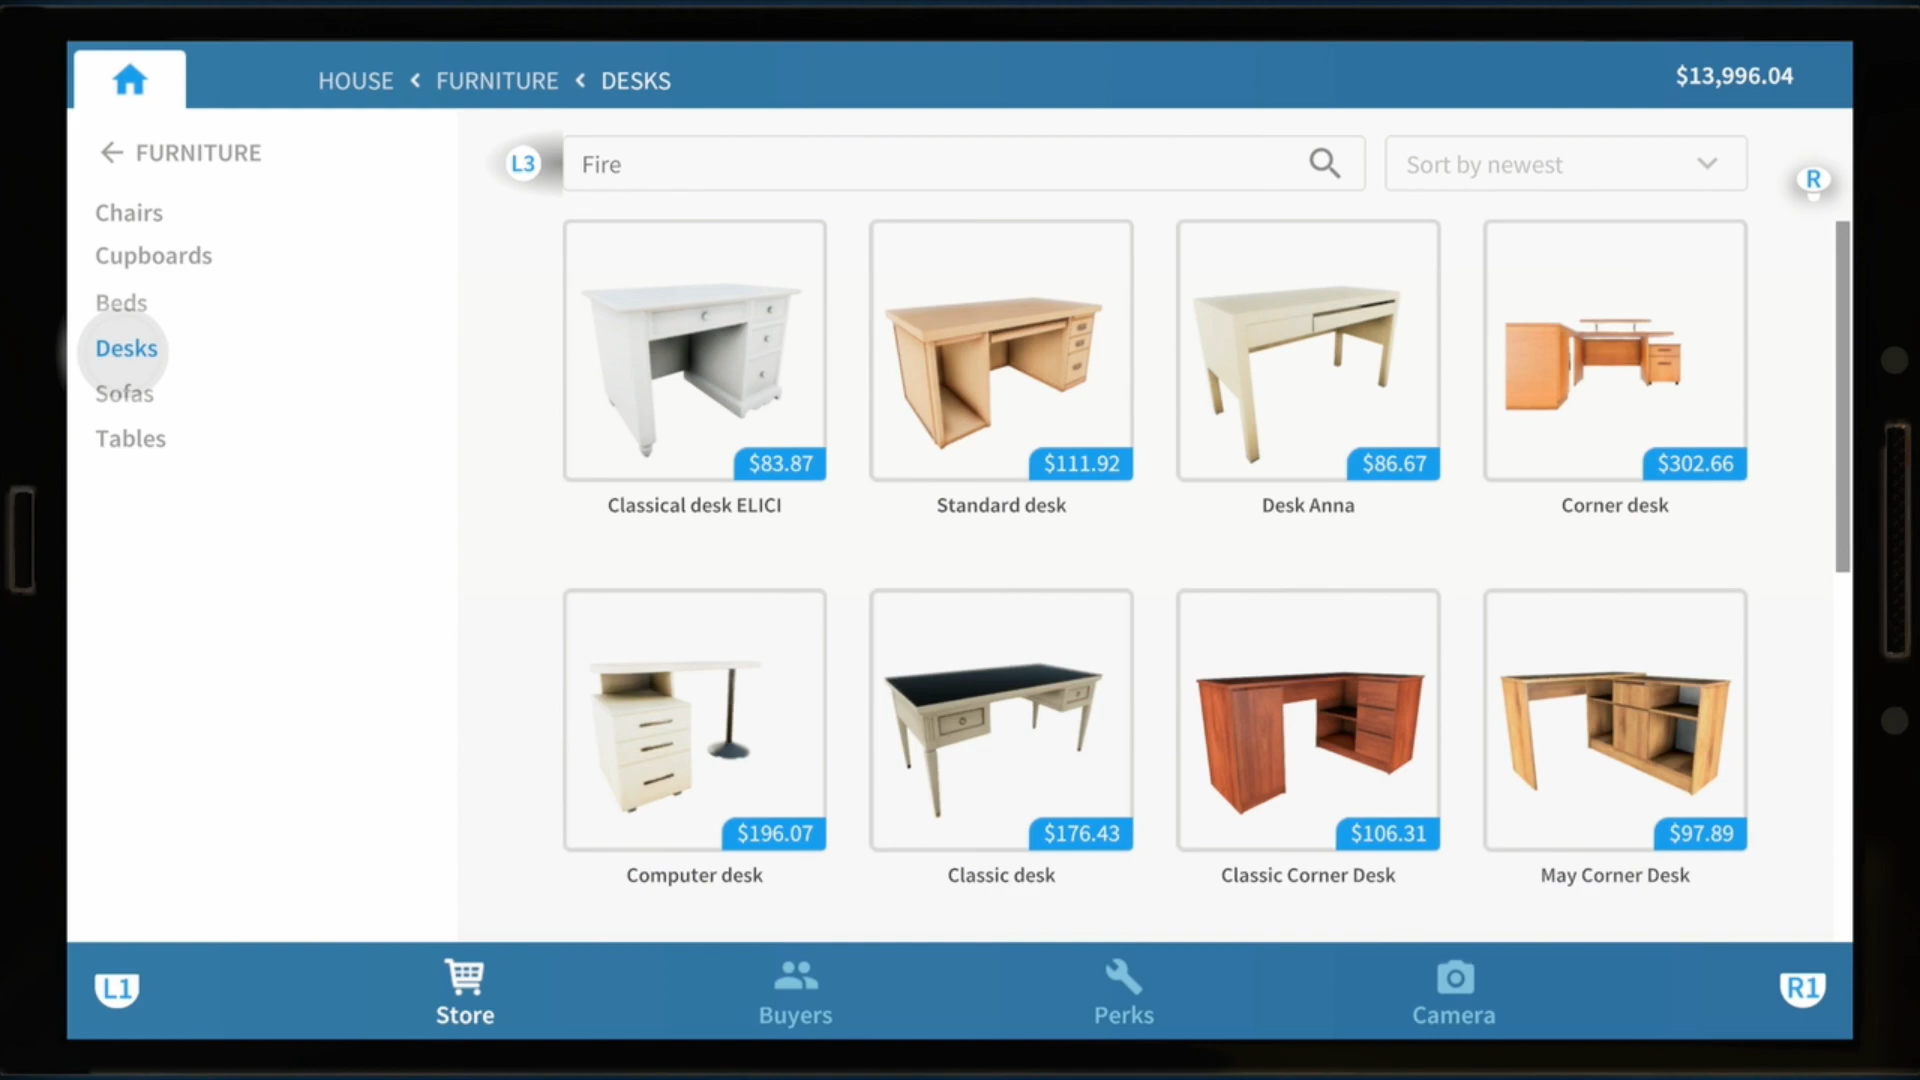 HOUSE FURNITURE DESKS
$13,996.04
FURNITURE
Chairs
Cupboards
Beds
Desks
Sofas
Tables
L3
Fire
Sort by newest
R
$83.87
$111.92
$86.67
$302.66
Classical desk ELICI
Standard desk
Desk Anna
Corner desk
$196.07
$176.43
$106.31
$97.89
Computer desk
Classic desk
Classic Corner Desk
May Corner Desk
L1
Store
Buyers
Perks
Camera
R1